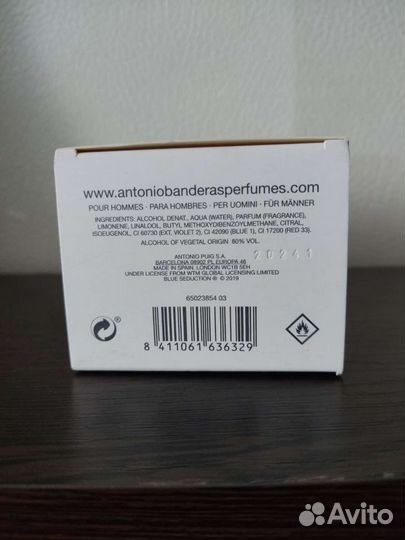 www.antoniobanderasperfumes.com
POUR HOMMES · PARA HOMBRES · PER UOMINI · FÜR MÄNNER
INGREDIENTS: ALCOHOL DENAT., AQUA (WATER), PARFUM (FRAGRANCE),
LIMONENE, LINALOOL, BUTYL METHOXYDIBENZOYLMETHANE, CITRAL,
ISOEUGENOL, CI 60730 (EXT. VIOLET 2), CI 42090 (BLUE 1), CI 17200 (RED 33).
ALCOHOL OF VEGETAL ORIGIN 80% VOL.
20241
ANTONIO PUIG S.A.
BARCELONA 08902 PL EUROPA 46
MADE IN SPAIN, LONDON WC1B 5EH
UNDER LICENSE FROM WTM GLOBAL LICENSING LIMITED
BLUE SEDUCTION ® © 2019
65023854 03
8 411061 636329
Avito